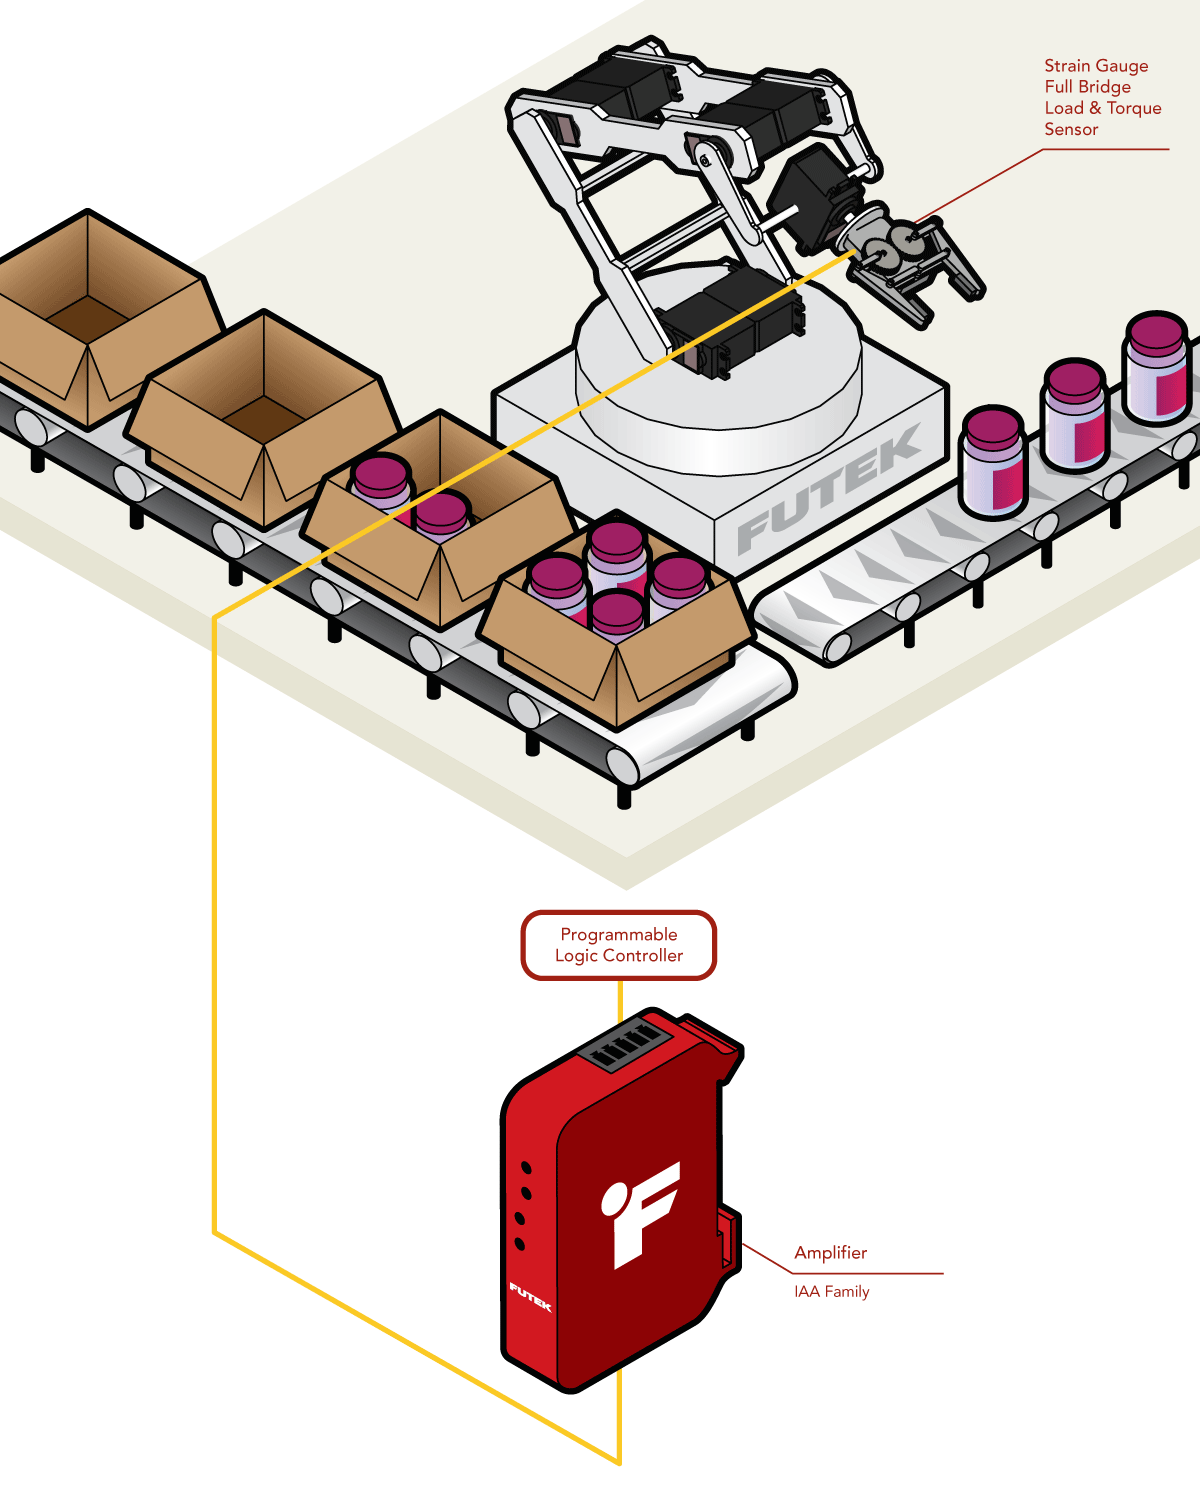 Strain Gauge
Full Bridge
Load & Torque
Sensor
FUTEK
Programmable
Logic Controller
Amplifier
IAA Family
FUTEK